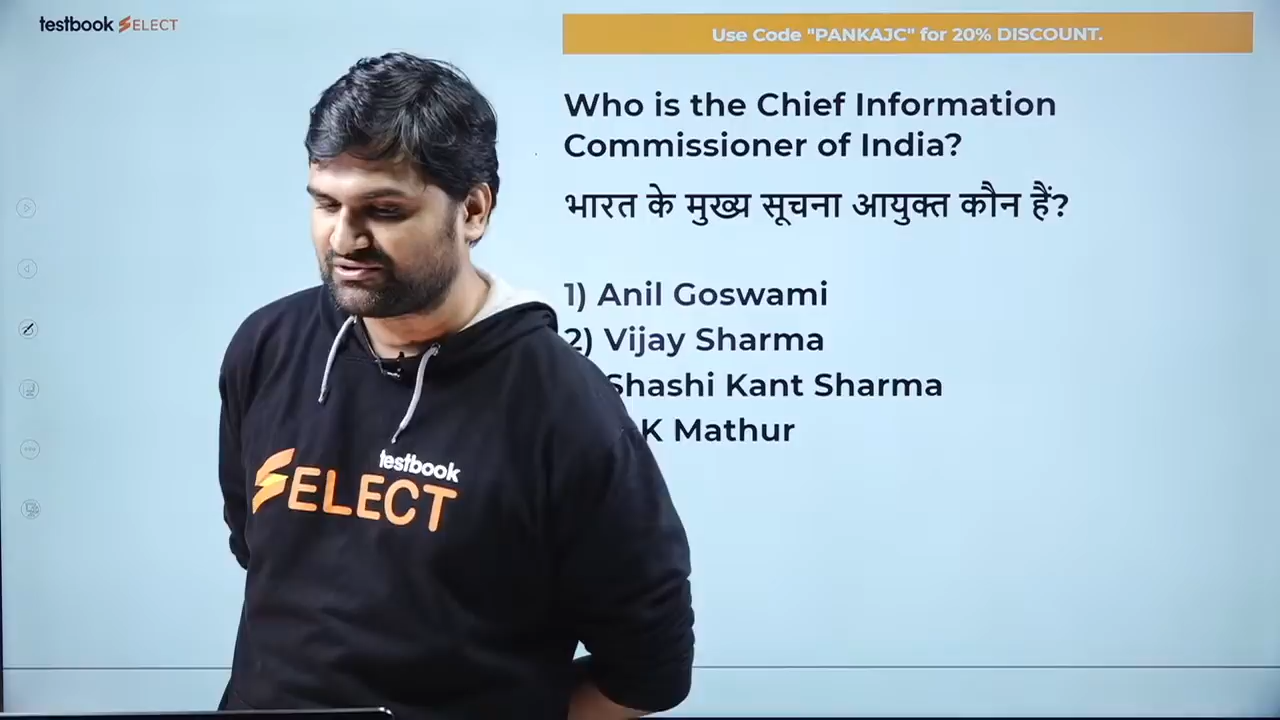 testbook SELECT
Use Code "PANKAJC" for 20% DISCOUNT.
Who is the Chief Information
Commissioner of India?
भारत के मुख्य सूचना आयुक्त कौन हैं?
1) Anil Goswami
2) Vijay Sharma
Shashi Kant Sharma
K Mathur
testbook
SELECT